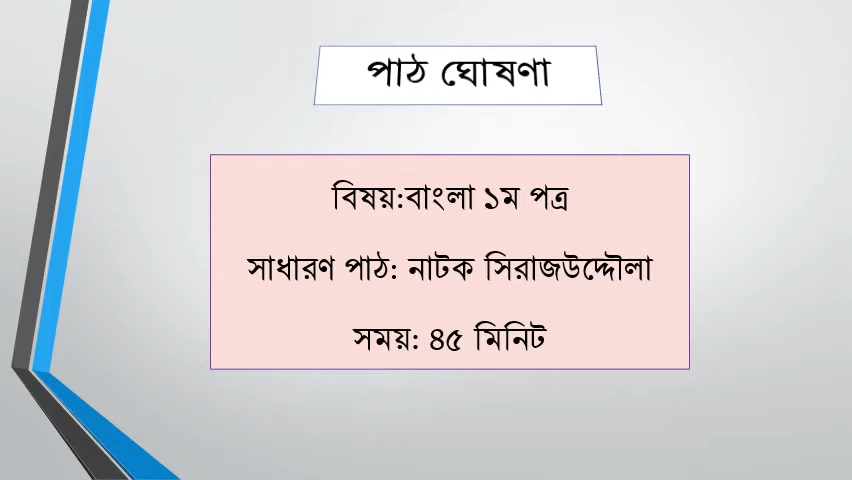 পাঠ ঘোষণা
বিষয়:বাংলা ১ম পত্র
সাধারণ পাঠ: নাটক সিরাজউদ্দৌলা
সময়: ৪৫ মিনিট